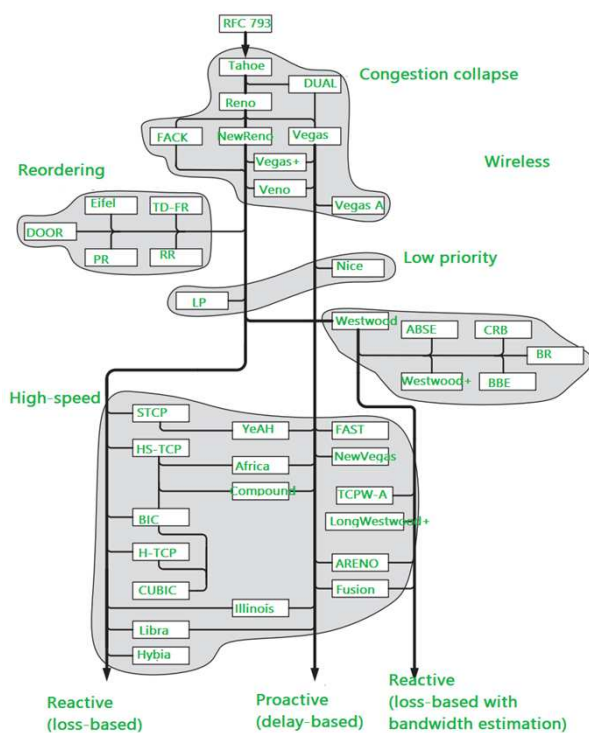 RFC 793
Tahoe
Congestion collapse
DUAL
Reno
FACK
NewReno
Vegas
Wireless
Vegas+
Reordering
Veno
Eifel
TD-FR
Vegas A
DOOR
PR
RR
Low priority
Nice
LP
Westwood
ABSE
CRB
BR
Westwood+
BBE
High-speed
STCP
YeAH
FAST
HS-TCP
NewVegas
Africa
Compound
TCPW-A
BIC
LongWestwood+
H-TCP
ARENO
CUBIC
Fusion
Illinois
Libra
Hybia
Reactive
(loss-based)
Proactive
(delay-based)
Reactive
(loss-based with
bandwidth estimation)